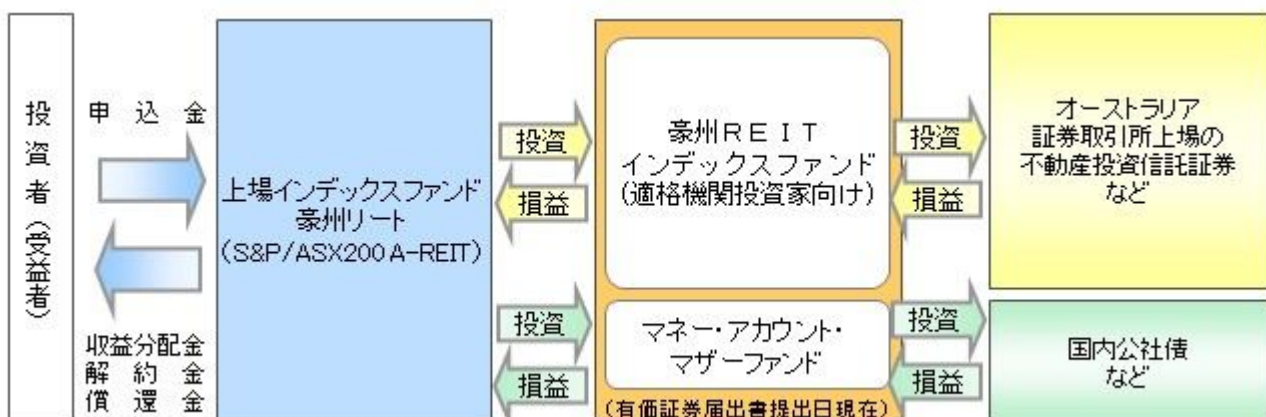 投資者(受益者)
申込金
収益分配金
解約金
償還金
上場インデックスファンド
豪州リート
(S&P/ASX200 A-REIT)
投資
損益
投資
損益
豪州REIT
インデックスファンド
(適格機関投資家向け)
マネー・アカウント・
マザーファンド
(有価証券届出書提出日現在)
投資
損益
投資
損益
オーストラリア
証券取引所上場の
不動産投資信託証券
など
国内公社債
など